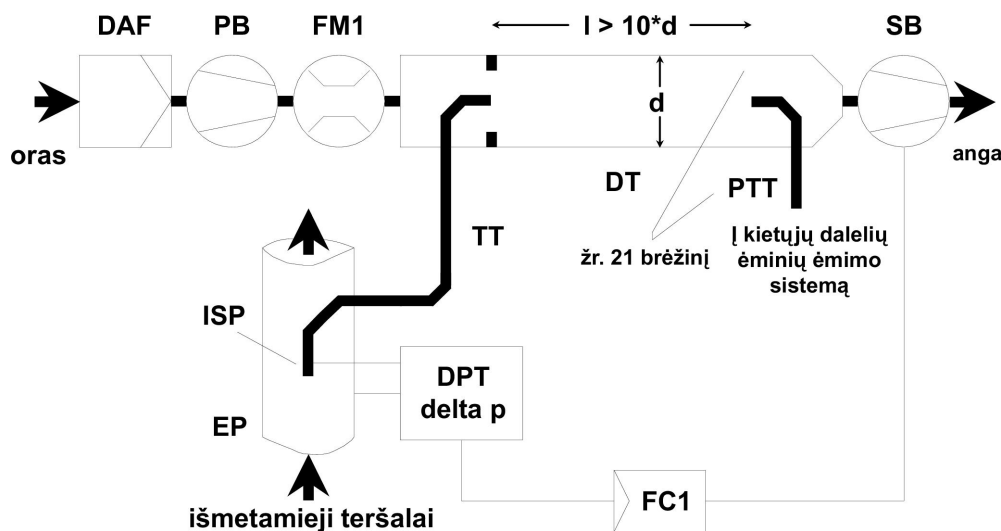 DAF
PB
FM1
l > 10*d
SB
d
oras
anga
DT
PTT
TT
žr. 21 brėžinį
Į kietųjų dalelių
ėminių ėmimo
sistemą
ISP
DPT
delta p
EP
FC1
išmetamieji teršalai